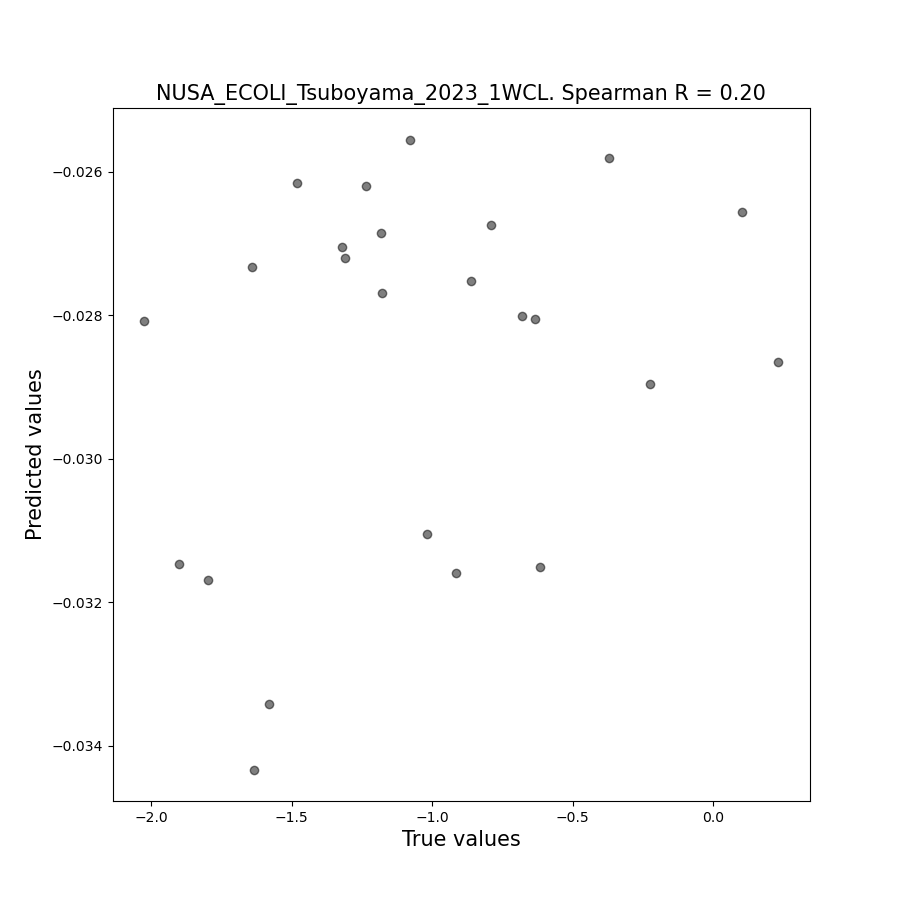 NUSA_ECOLI_Tsuboyama_2023_1WCL. Spearman R = 0.20
Predicted values
−0.026
−0.028
−0.030
−0.032
−0.034
−2.0 −1.5 −1.0 −0.5 0.0
True values